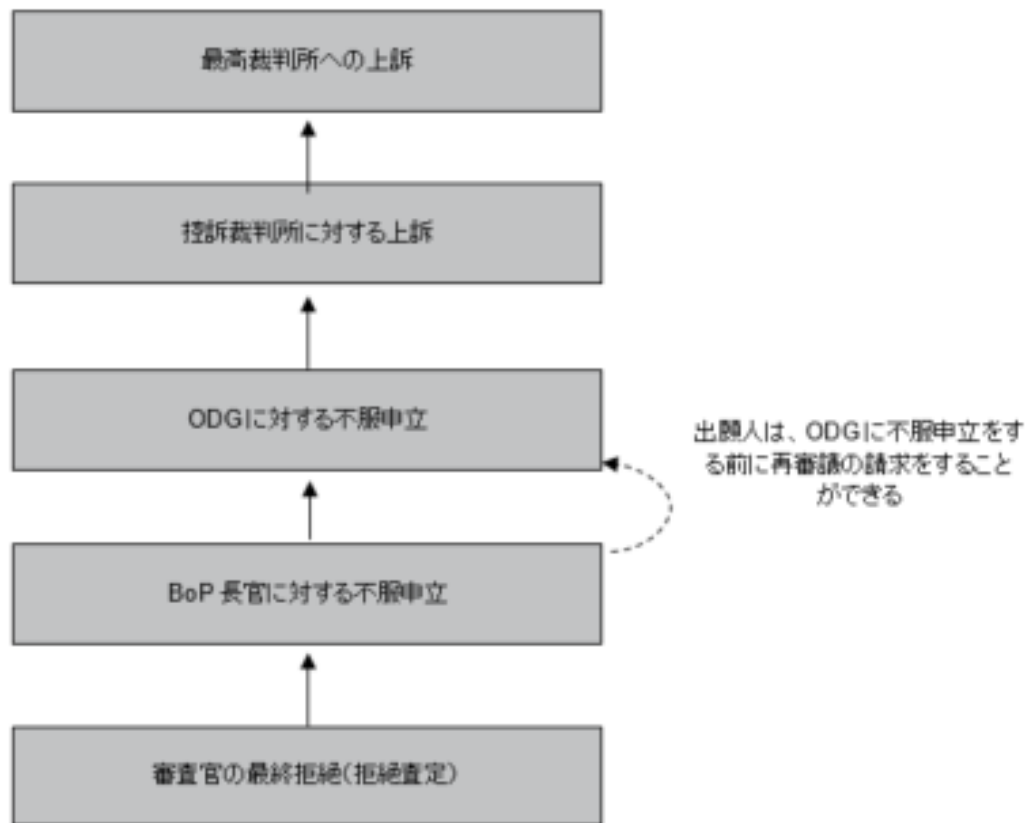 最高裁判所への上訴
控訴裁判所に対する上訴
ODGに対する不服申立
出願人は、ODGに不服申立をす
る前に再審議の請求をすること
ができる
BoP 長官に対する不服申立
審査官の最終拒絶(拒絶査定)